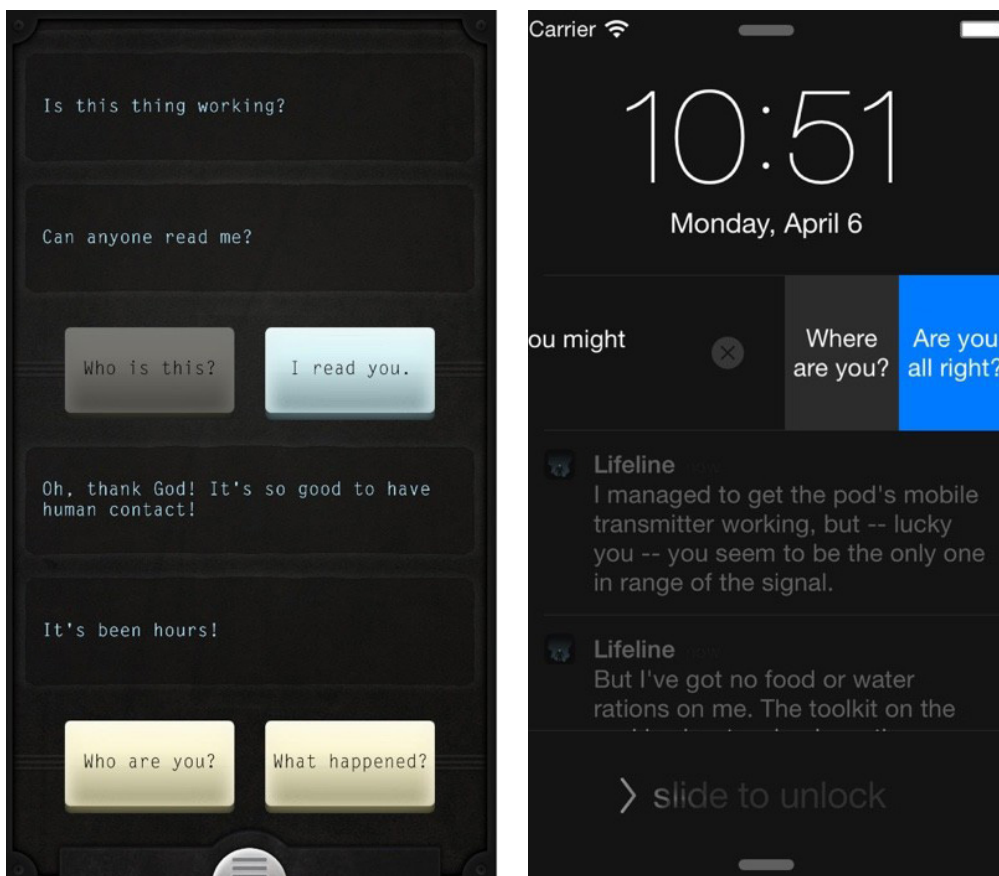 Is this thing working?
Can anyone read me?
Who is this?
I read you.
Oh, thank God! It's so good to have
human contact!
It's been hours!
Who are you?
What happened?
Carrier
10:51
Monday, April 6
ou might
Where
are you?
Are you
all right?
Lifeline now
I managed to get the pod's mobile
transmitter working, but -- lucky
you -- you seem to be the only one
in range of the signal.
Lifeline now
But I've got no food or water
rations on me. The toolkit on the
slide to unlock